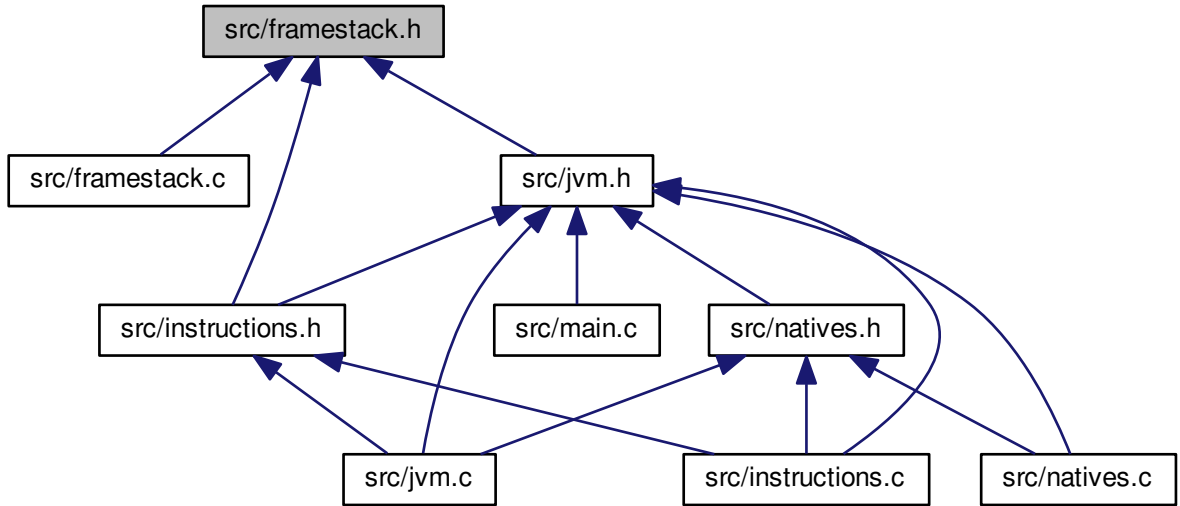 src/framestack.h
src/framestack.c
src/jvm.h
src/instructions.h
src/main.c
src/natives.h
src/jvm.c
src/instructions.c
src/natives.c